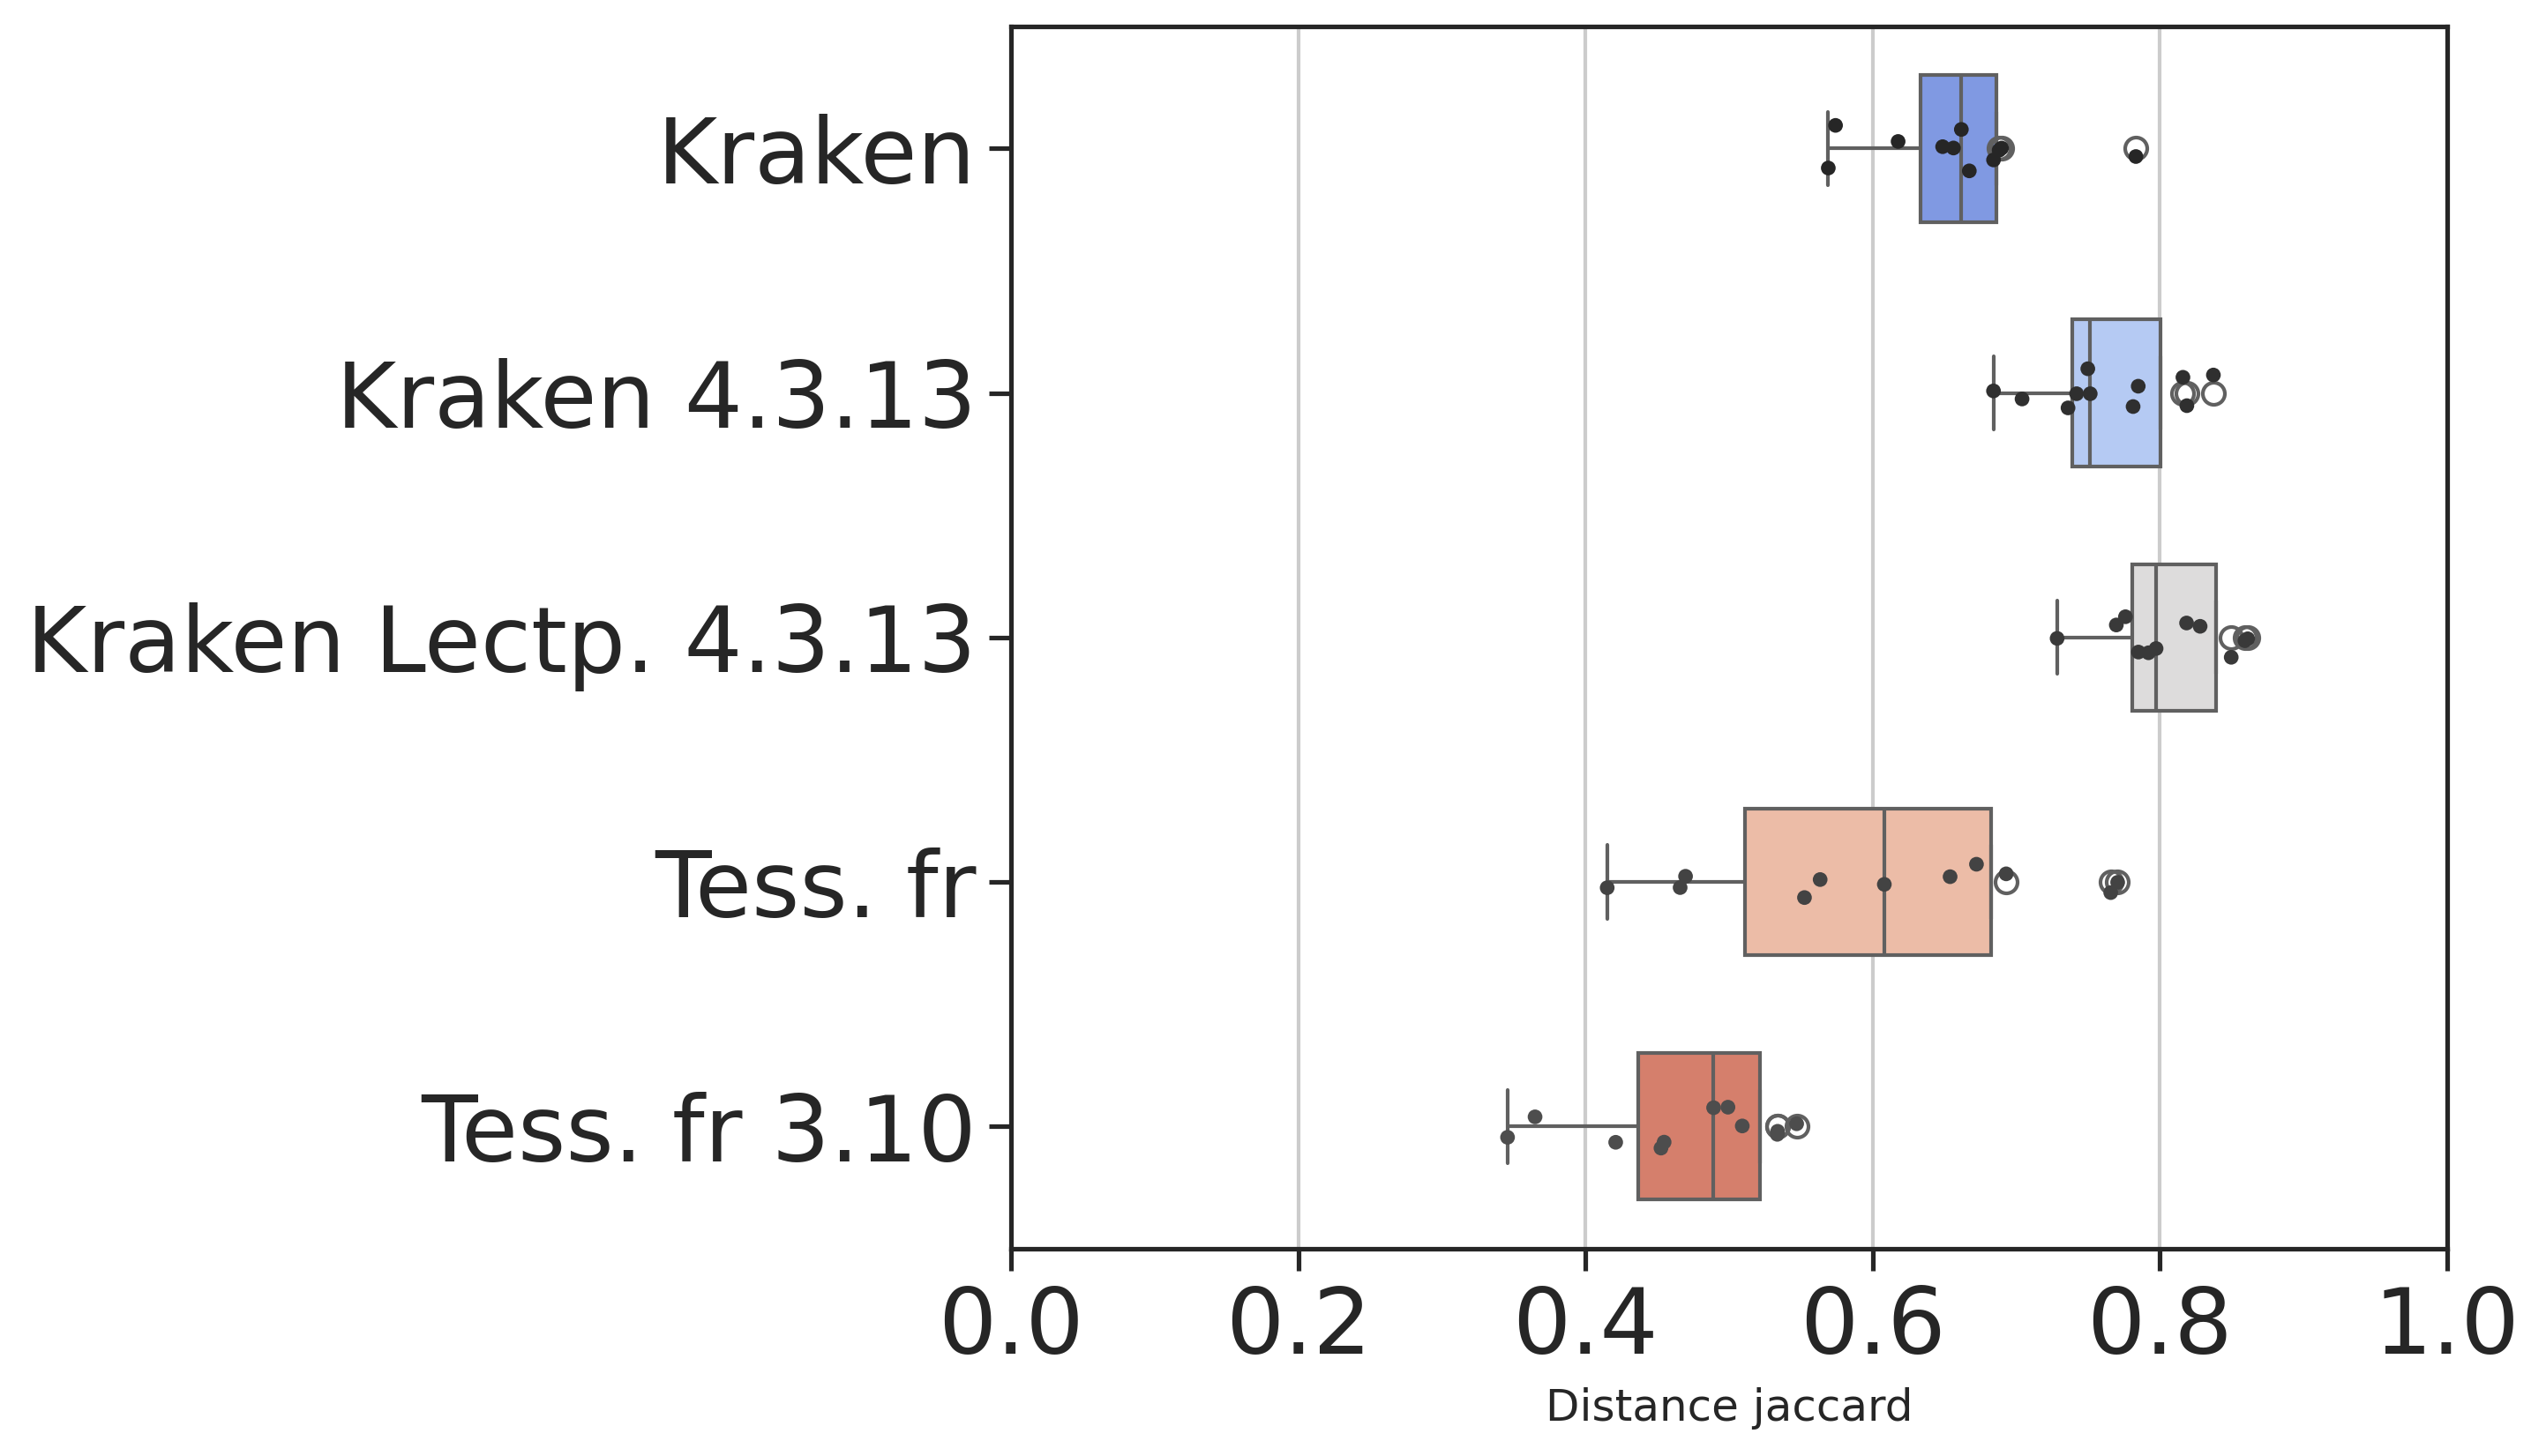 Kraken
Kraken 4.3.13
Kraken Lectp. 4.3.13
Tess. fr
Tess. fr 3.10
0.0 0.2 0.4 0.6 0.8 1.0
Distance jaccard